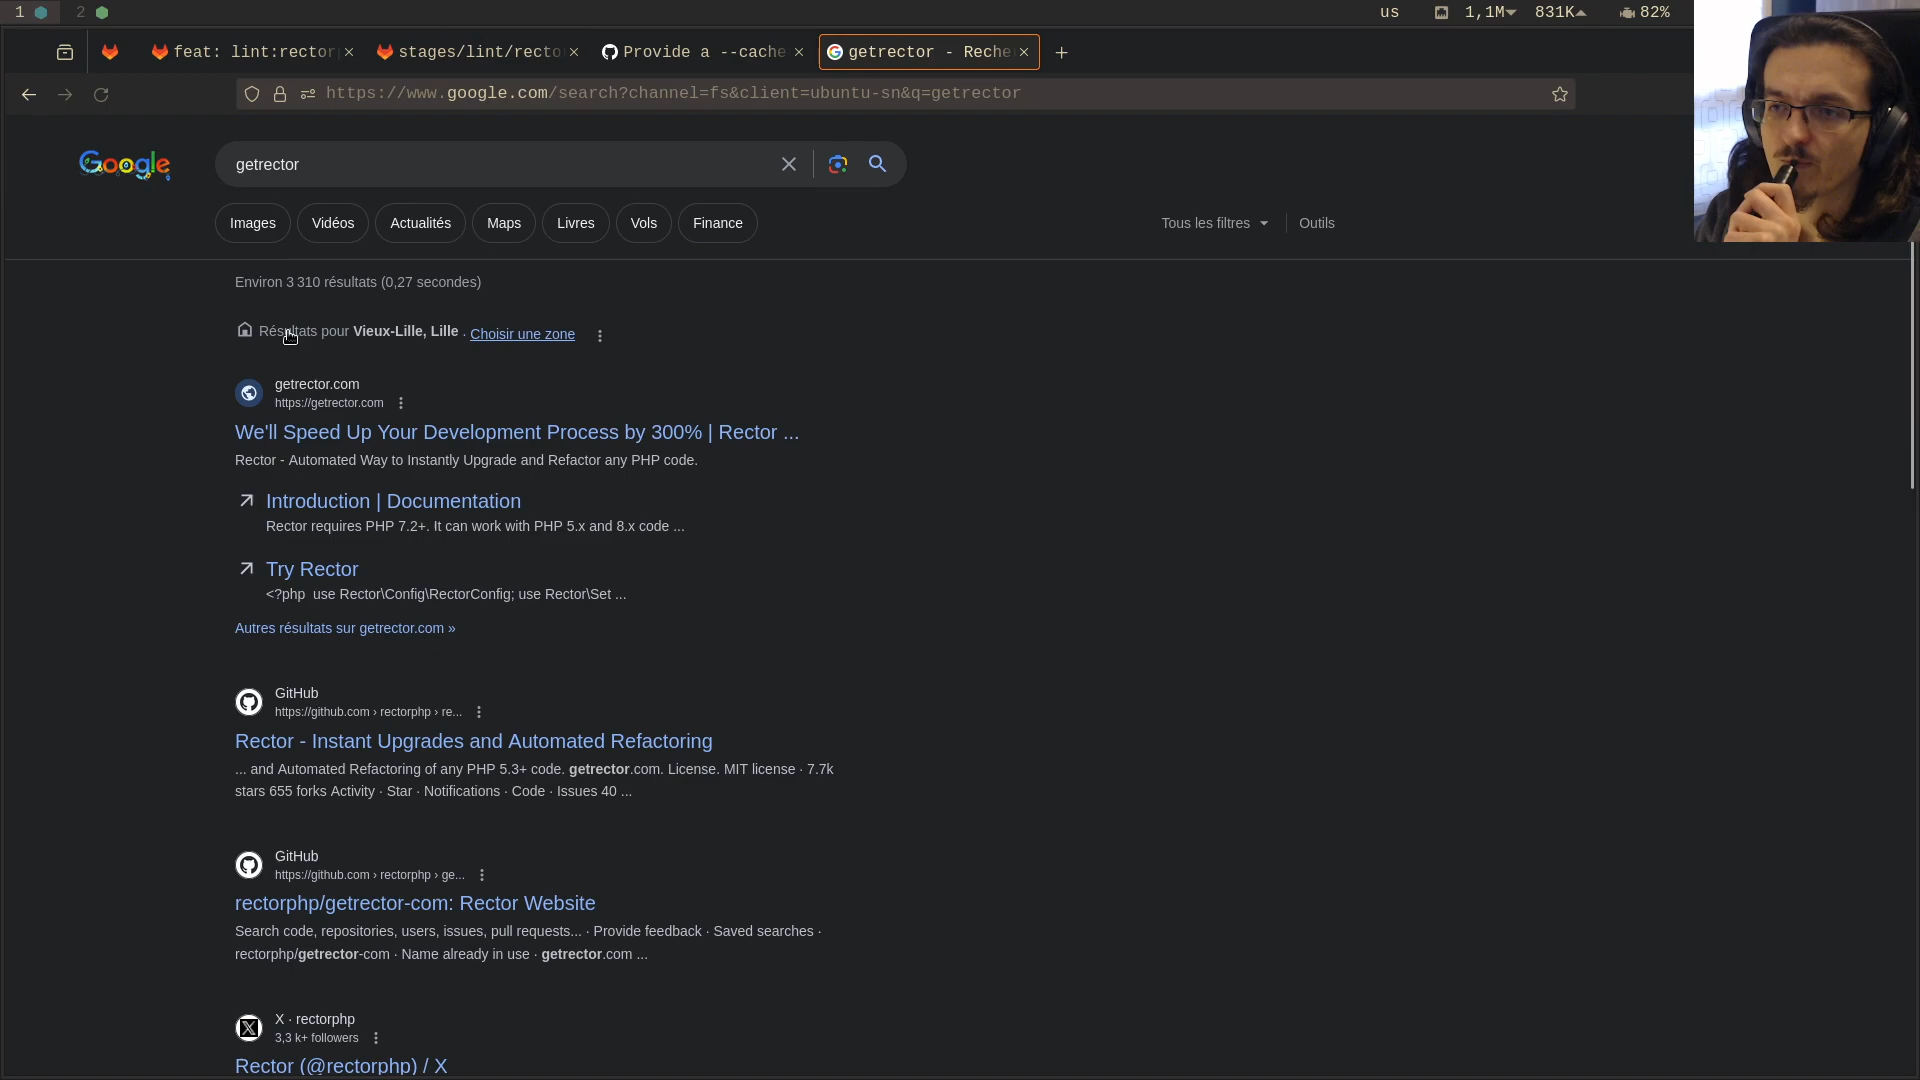 1 2 us 1,1M 831K 82%
feat: lint:rector stages/lint/recto Provide a --cache getrector - Reche
https://www.google.com/search?channel=fs&client=ubuntu-sn&q=getrector
Google getrector
Images Vidéos Actualités Maps Livres Vols Finance Tous les filtres Outils
Environ 3 310 résultats (0,27 secondes)
Résultats pour Vieux-Lille, Lille · Choisir une zone
getrector.com
https://getrector.com
We'll Speed Up Your Development Process by 300% | Rector ...
Rector - Automated Way to Instantly Upgrade and Refactor any PHP code.
Introduction | Documentation
Rector requires PHP 7.2+. It can work with PHP 5.x and 8.x code ...
Try Rector
<?php use Rector\Config\RectorConfig; use Rector\Set ...
Autres résultats sur getrector.com »
GitHub
https://github.com › rectorphp › re...
Rector - Instant Upgrades and Automated Refactoring
... and Automated Refactoring of any PHP 5.3+ code. getrector.com. License. MIT license · 7.7k
stars 655 forks Activity · Star · Notifications · Code · Issues 40 ...
GitHub
https://github.com › rectorphp › ge...
rectorphp/getrector-com: Rector Website
Search code, repositories, users, issues, pull requests... · Provide feedback · Saved searches ·
rectorphp/getrector-com · Name already in use · getrector.com ...
X · rectorphp
3,3 k+ followers
Rector (@rectorphp) / X